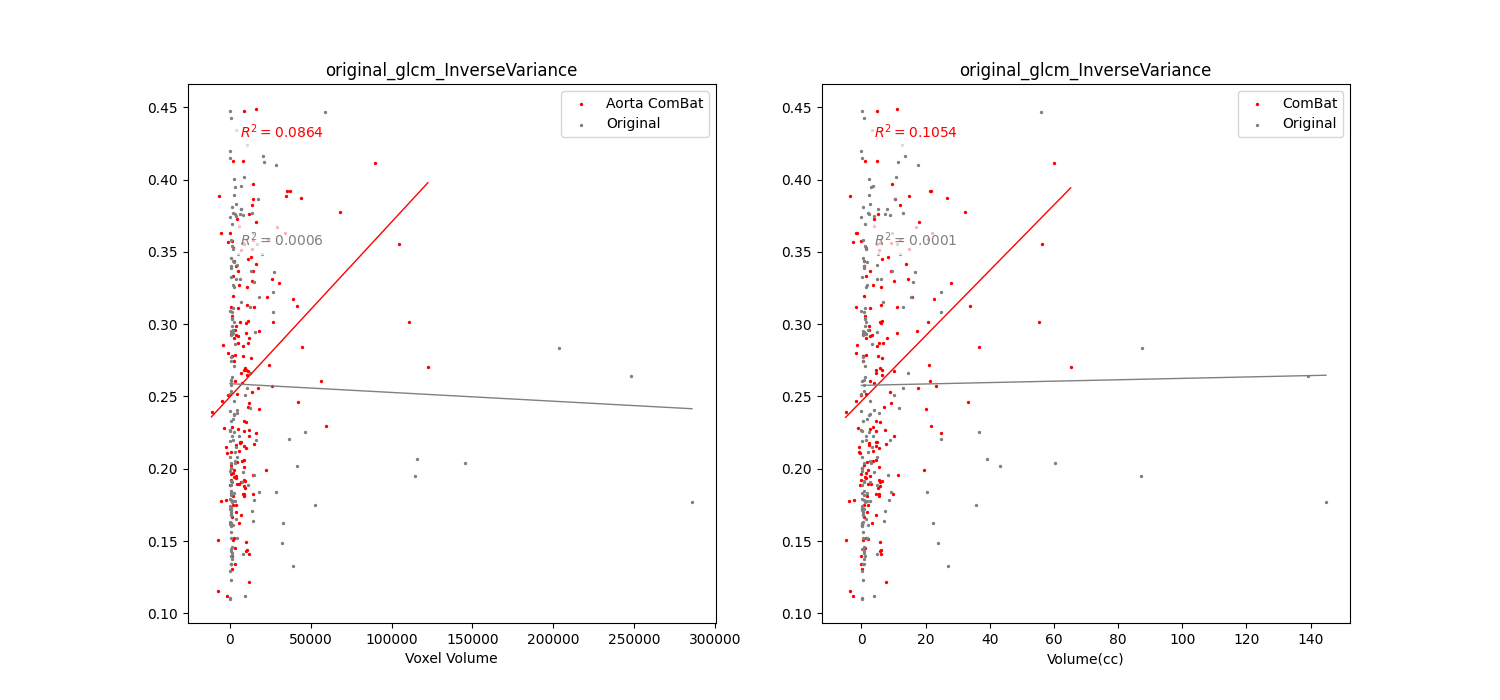 original_glcm_InverseVariance
Aorta ComBat
Original
R² = 0.0864
R² = 0.0006
0.45
0.40
0.35
0.30
0.25
0.20
0.15
0.10
0 50000 100000 150000 200000 250000 300000
Voxel Volume
original_glcm_InverseVariance
ComBat
Original
R² = 0.1054
R² = 0.0001
0.45
0.40
0.35
0.30
0.25
0.20
0.15
0.10
0 20 40 60 80 100 120 140
Volume(cc)